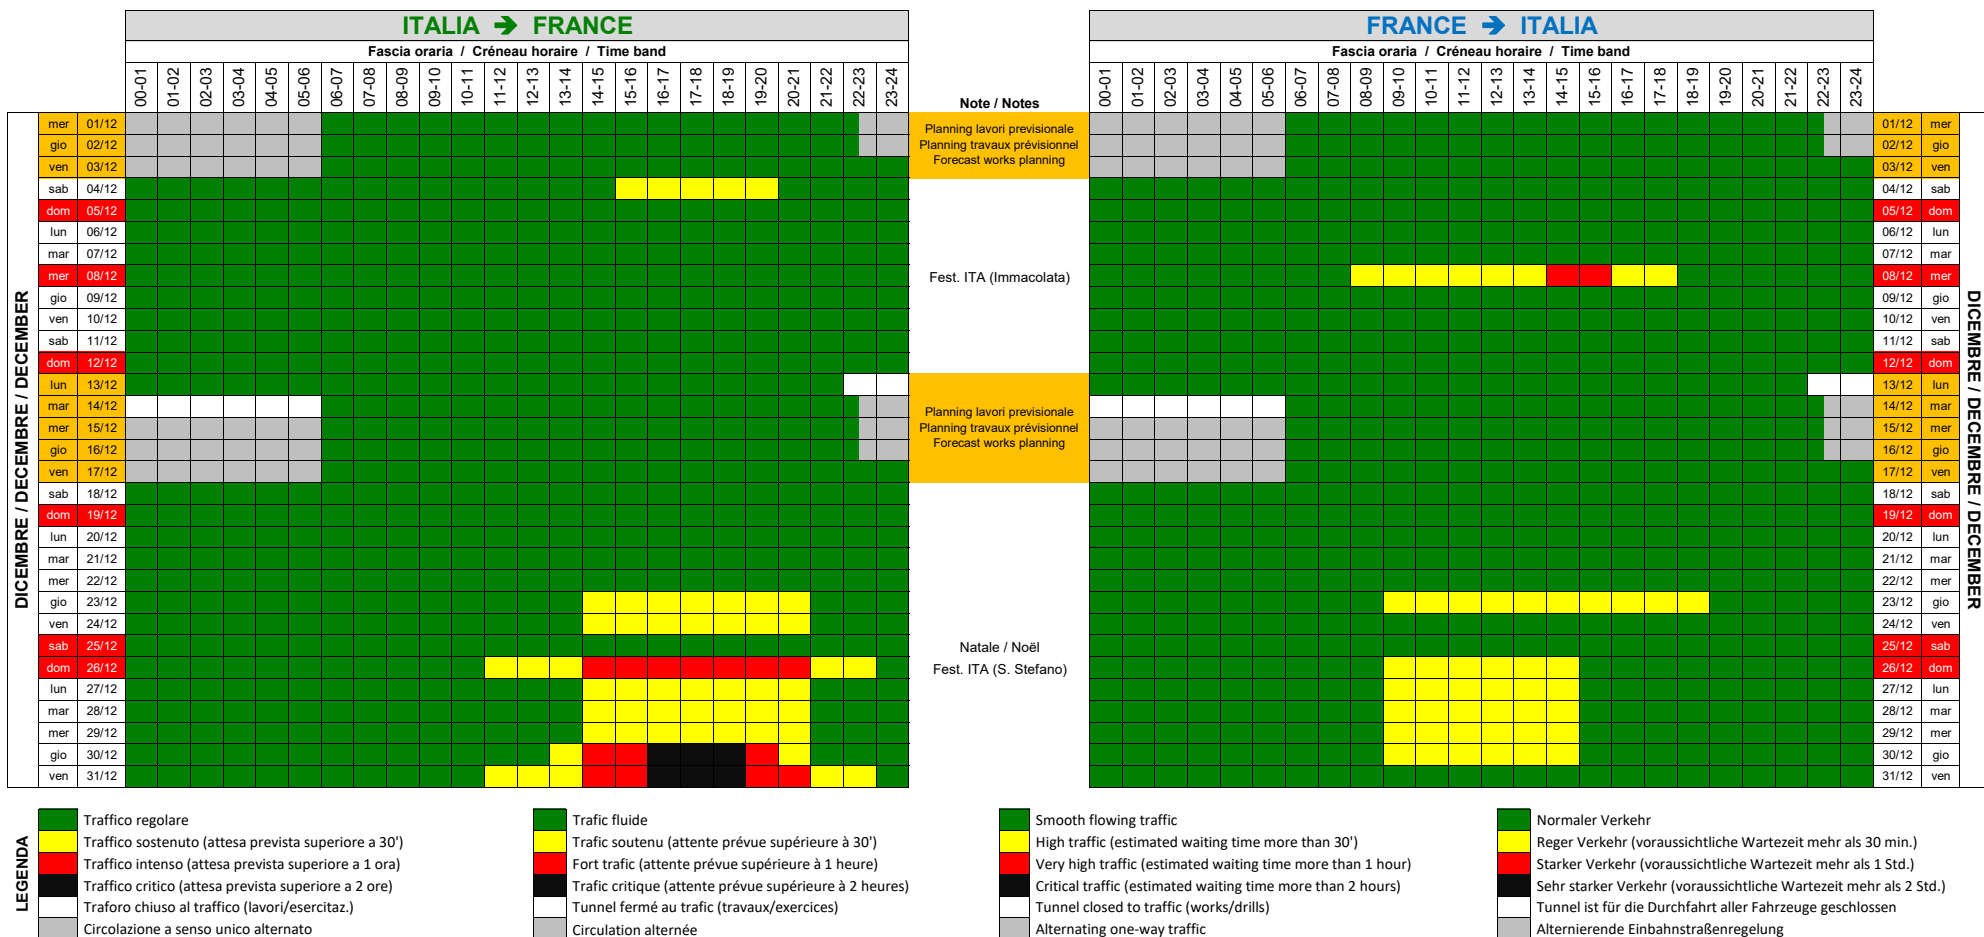 ITALIA ➔ FRANCE
FRANCE ➔ ITALIA
Fascia oraria / Créneau horaire / Time band
Fascia oraria / Créneau horaire / Time band
00-01 01-02 02-03 03-04 04-05 05-06 06-07 07-08 08-09 09-10 10-11 11-12 12-13 13-14 14-15 15-16 16-17 17-18 18-19 19-20 20-21 21-22 22-23 23-24
Note / Notes
00-01 01-02 02-03 03-04 04-05 05-06 06-07 07-08 08-09 09-10 10-11 11-12 12-13 13-14 14-15 15-16 16-17 17-18 18-19 19-20 20-21 21-22 22-23 23-24
DICEMBRE / DECEMBRE / DECEMBER
mer 01/12
gio 02/12
ven 03/12
sab 04/12
dom 05/12
lun 06/12
mar 07/12
mer 08/12
gio 09/12
ven 10/12
sab 11/12
dom 12/12
lun 13/12
mar 14/12
mer 15/12
gio 16/12
ven 17/12
sab 18/12
dom 19/12
lun 20/12
mar 21/12
mer 22/12
gio 23/12
ven 24/12
sab 25/12
dom 26/12
lun 27/12
mar 28/12
mer 29/12
gio 30/12
ven 31/12
Planning lavori previsionale
Planning travaux prévisionnel
Forecast works planning
Fest. ITA (Immacolata)
Planning lavori previsionale
Planning travaux prévisionnel
Forecast works planning
Natale / Noël
Fest. ITA (S. Stefano)
01/12 mer
02/12 gio
03/12 ven
04/12 sab
05/12 dom
06/12 lun
07/12 mar
08/12 mer
09/12 gio
10/12 ven
11/12 sab
12/12 dom
13/12 lun
14/12 mar
15/12 mer
16/12 gio
17/12 ven
18/12 sab
19/12 dom
20/12 lun
21/12 mar
22/12 mer
23/12 gio
24/12 ven
25/12 sab
26/12 dom
27/12 lun
28/12 mar
29/12 mer
30/12 gio
31/12 ven
DICEMBRE / DECEMBRE / DECEMBER
LEGENDA
Traffico regolare
Traffico sostenuto (attesa prevista superiore a 30')
Traffico intenso (attesa prevista superiore a 1 ora)
Traffico critico (attesa prevista superiore a 2 ore)
Traforo chiuso al traffico (lavori/esercitaz.)
Circolazione a senso unico alternato
Trafic fluide
Trafic soutenu (attente prévue supérieure à 30')
Fort trafic (attente prévue supérieure à 1 heure)
Trafic critique (attente prévue supérieure à 2 heures)
Tunnel fermé au trafic (travaux/exercices)
Circulation alternée
Smooth flowing traffic
High traffic (estimated waiting time more than 30')
Very high traffic (estimated waiting time more than 1 hour)
Critical traffic (estimated waiting time more than 2 hours)
Tunnel closed to traffic (works/drills)
Alternating one-way traffic
Normaler Verkehr
Reger Verkehr (voraussichtliche Wartezeit mehr als 30 min.)
Starker Verkehr (voraussichtliche Wartezeit mehr als 1 Std.)
Sehr starker Verkehr (voraussichtliche Wartezeit mehr als 2 Std.)
Tunnel ist für die Durchfahrt aller Fahrzeuge geschlossen
Alternierende Einbahnstraßenregelung